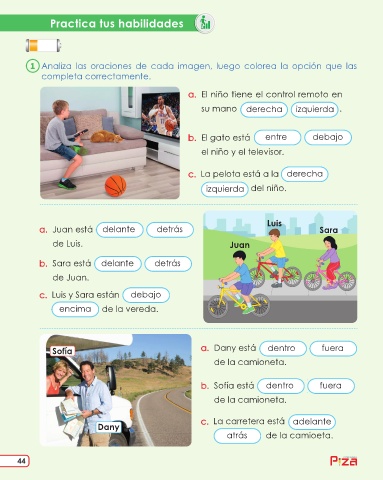 Practica tus habilidades
1 Analiza las oraciones de cada imagen, luego colorea la opción que las
completa correctamente.
a. El niño tiene el control remoto en
su mano derecha izquierda .
b. El gato está entre debajo
el niño y el televisor.
c. La pelota está a la derecha
izquierda del niño.
a. Juan está delante detrás
de Luis.
b. Sara está delante detrás
de Juan.
c. Luis y Sara están debajo
encima de la vereda.
Luis
Sara
Juan
Sofía
Dany
a. Dany está dentro fuera
de la camioneta.
b. Sofía está dentro fuera
de la camioneta.
c. La carretera está adelante
atrás de la camioeta.
44
Piza